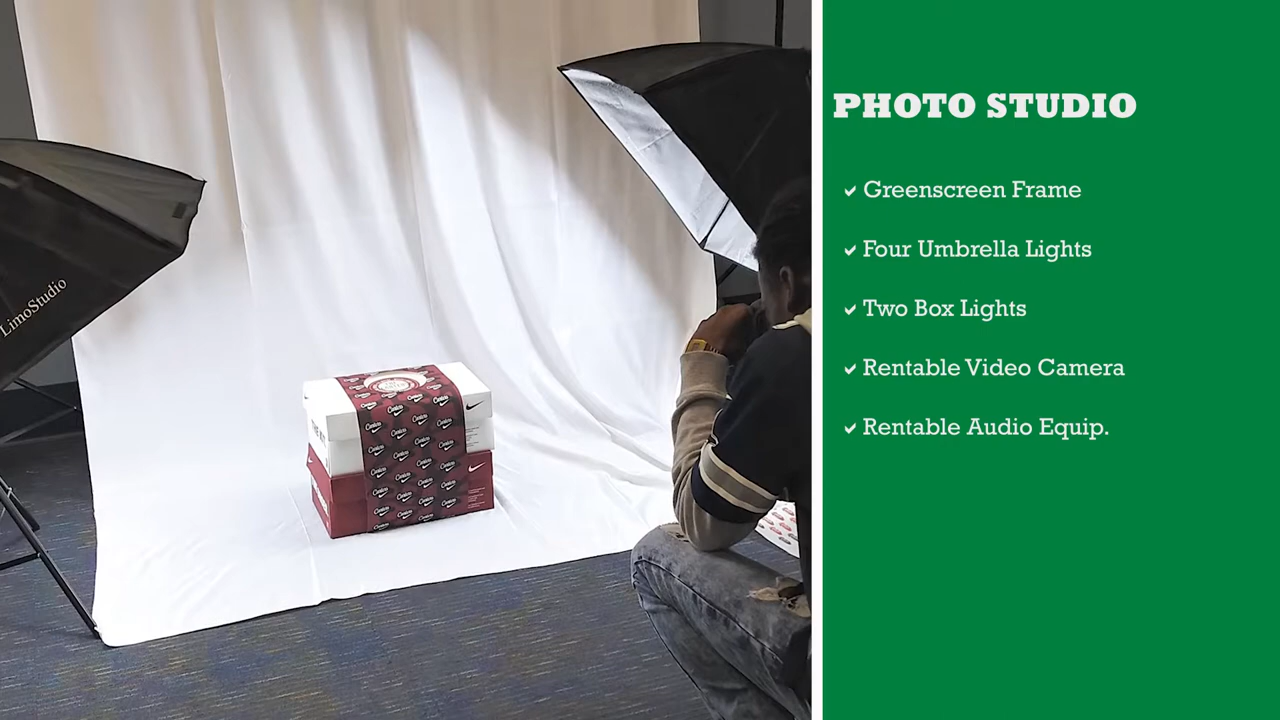 LimoStudio
PHOTO STUDIO
Greenscreen Frame
Four Umbrella Lights
Two Box Lights
Rentable Video Camera
Rentable Audio Equip.